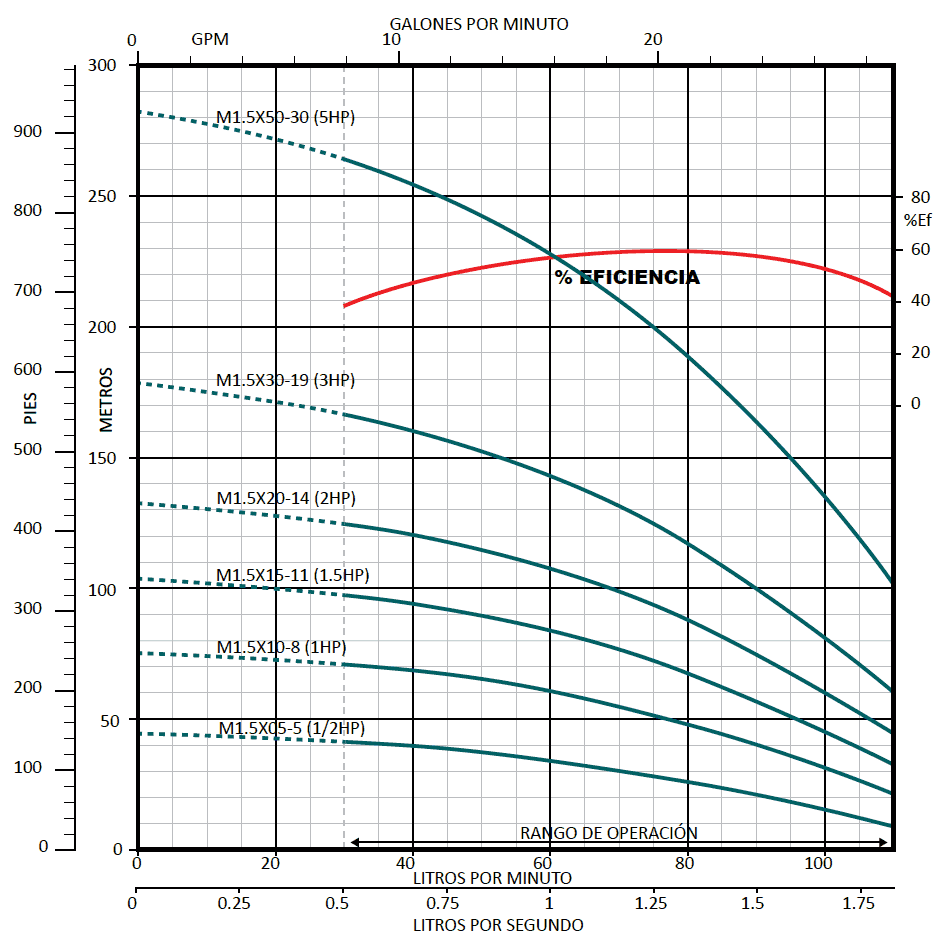 GALONES POR MINUTO
0 GPM 10 20
300
250
200
150
100
50
0
METROS
900
800
700
600
500
400
300
200
100
0
PIES
M1.5X50-30 (5HP)
% EFICIENCIA
M1.5X30-19 (3HP)
M1.5X20-14 (2HP)
M1.5X15-11 (1.5HP)
M1.5X10-8 (1HP)
M1.5X05-5 (1/2HP)
RANGO DE OPERACIÓN
80
%Ef
60
40
20
0
0 20 40 60 80 100
LITROS POR MINUTO
0 0.25 0.5 0.75 1 1.25 1.5 1.75
LITROS POR SEGUNDO